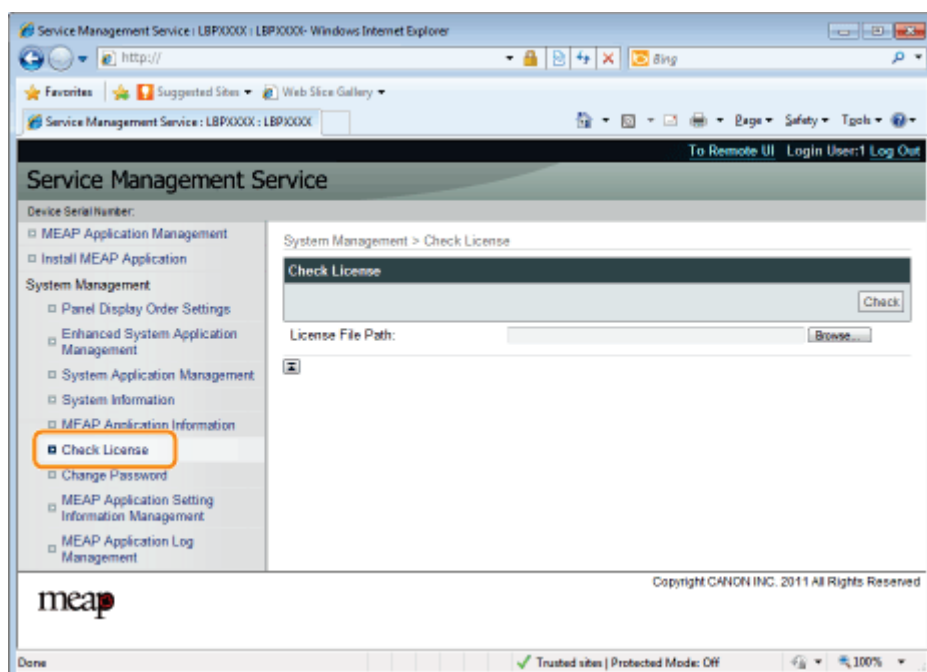 Service Management Service : LBPXXXX : LBPXXXX- Windows Internet Explorer
http://
Bing
Favorites Suggested Sites Web Slice Gallery
Service Management Service : LBPXXXX : LBPXXXX
Page Safety Tools
To Remote UI Login User:1 Log Out
Service Management Service
Device Serial Number:
MEAP Application Management
Install MEAP Application
System Management
Panel Display Order Settings
Enhanced System Application
Management
System Application Management
System Information
MEAP Application Information
Check License
Change Password
MEAP Application Setting
Information Management
MEAP Application Log
Management
System Management > Check License
Check License
Check
License File Path:
Browse...
Copyright CANON INC. 2011 All Rights Reserved
meap
Done
Trusted sites | Protected Mode: Off
100%